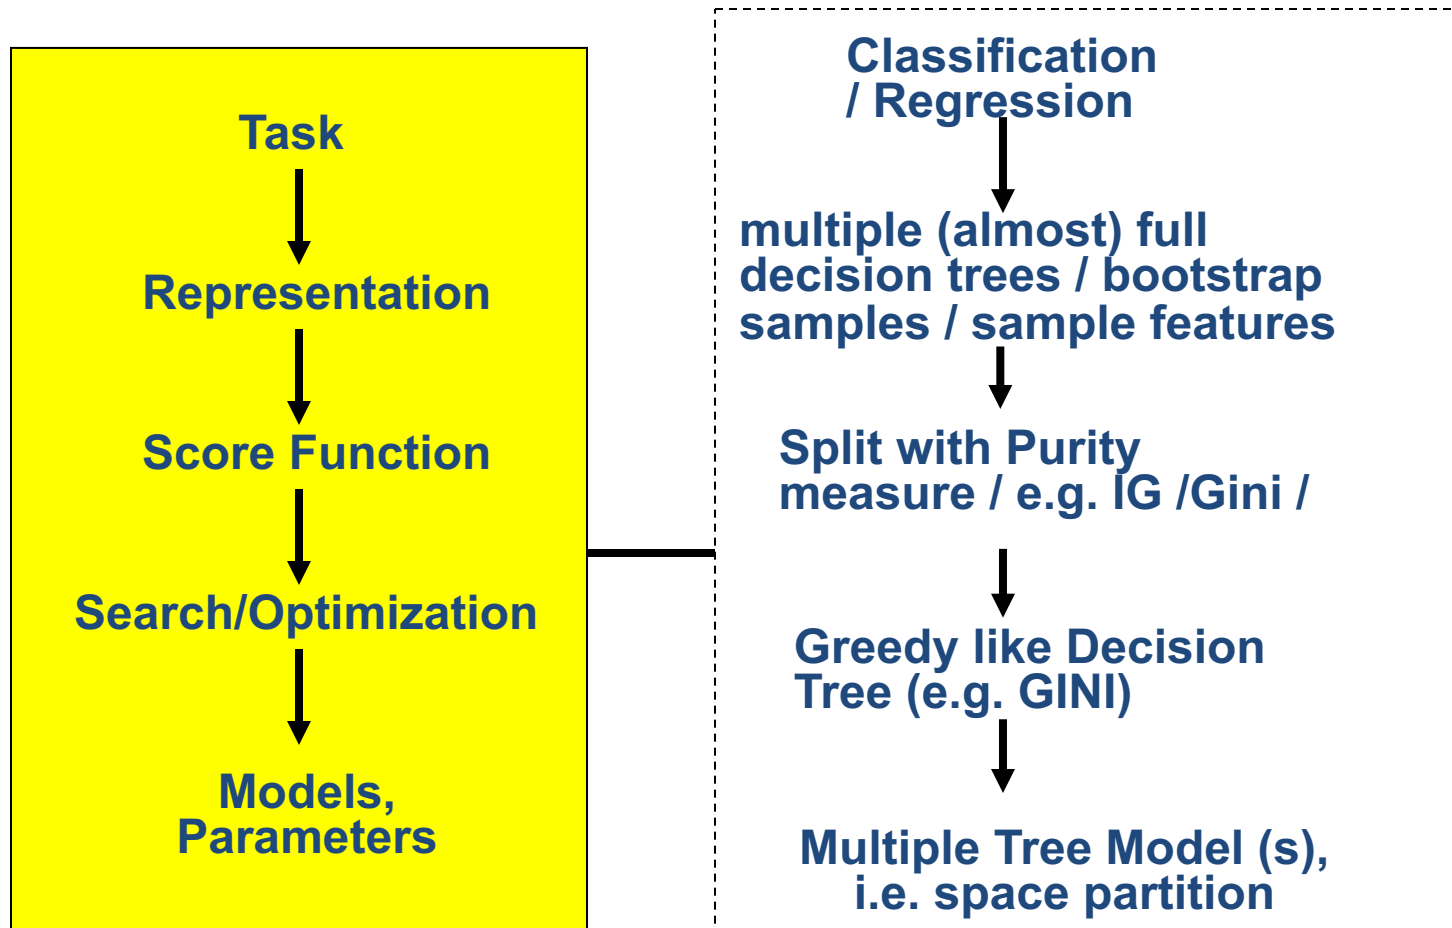 Task
Representation
Score Function
Search/Optimization
Models,
Parameters
Classification
/ Regression
multiple (almost) full
decision trees / bootstrap
samples / sample features
Split with Purity
measure / e.g. IG /Gini /
Greedy like Decision
Tree (e.g. GINI)
Multiple Tree Model (s),
i.e. space partition